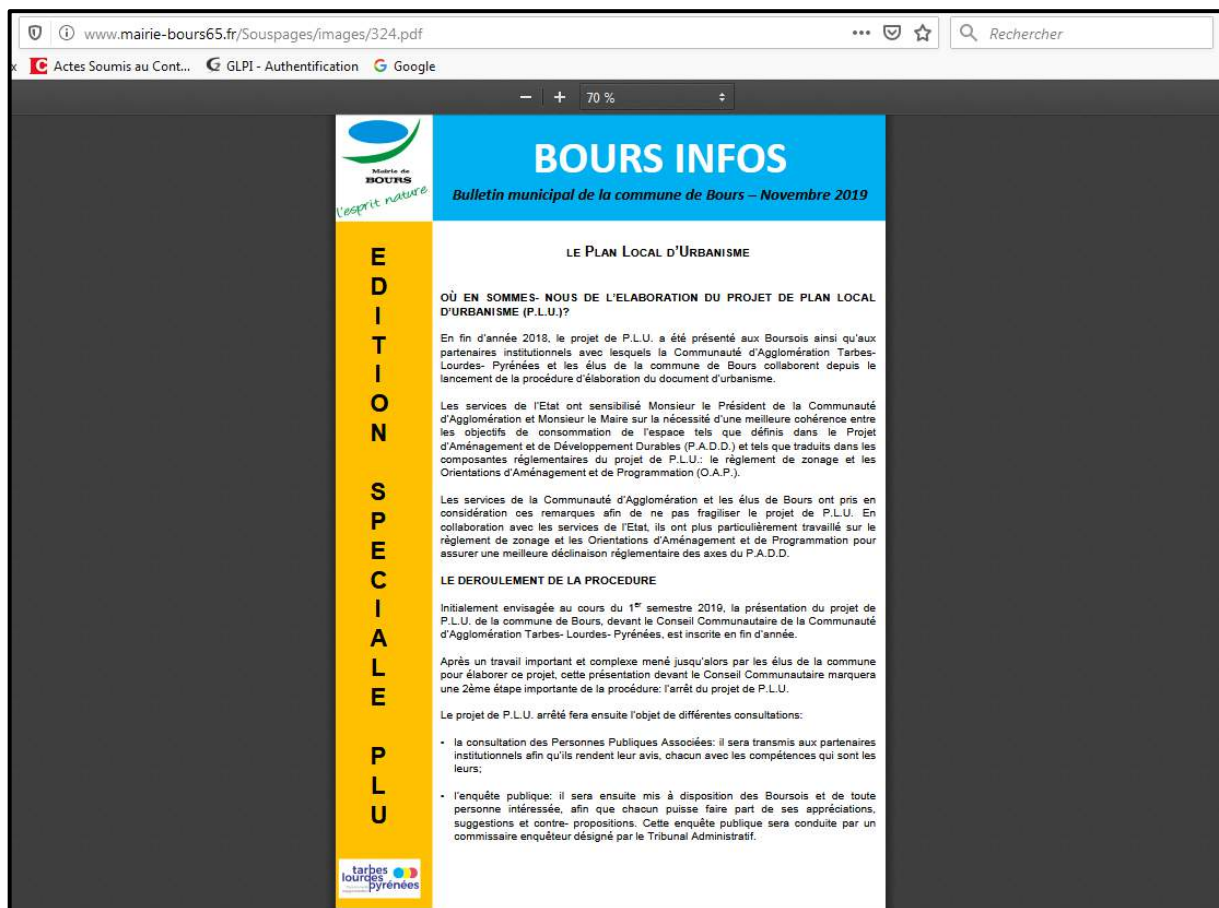 www.mairie-bours65.fr/Souspages/images/324.pdf
Rechercher
x Actes Soumis au Cont... GLPI - Authentification Google
70 %
Mairie de
BOURS
l'esprit nature
BOURS INFOS
Bulletin municipal de la commune de Bours – Novembre 2019
EDITION SPECIALE PLU
LE PLAN LOCAL D'URBANISME
OÙ EN SOMMES- NOUS DE L'ELABORATION DU PROJET DE PLAN LOCAL
D'URBANISME (P.L.U.)?
En fin d'année 2018, le projet de P.L.U. a été présenté aux Boursois ainsi qu'aux
partenaires institutionnels avec lesquels la Communauté d'Agglomération Tarbes-
Lourdes- Pyrénées et les élus de la commune de Bours collaborent depuis le
lancement de la procédure d'élaboration du document d'urbanisme.
Les services de l'Etat ont sensibilisé Monsieur le Président de la Communauté
d'Agglomération et Monsieur le Maire sur la nécessité d'une meilleure cohérence entre
les objectifs de consommation de l'espace tels que définis dans le Projet
d'Aménagement et de Développement Durables (P.A.D.D.) et tels que traduits dans les
composantes réglementaires du projet de P.L.U.: le règlement de zonage et les
Orientations d'Aménagement et de Programmation (O.A.P.).
Les services de la Communauté d'Agglomération et les élus de Bours ont pris en
considération ces remarques afin de ne pas fragiliser le projet de P.L.U. En
collaboration avec les services de l'Etat, ils ont plus particulièrement travaillé sur le
règlement de zonage et les Orientations d'Aménagement et de Programmation pour
assurer une meilleure déclinaison réglementaire des axes du P.A.D.D.
LE DEROULEMENT DE LA PROCEDURE
Initialement envisagée au cours du 1er semestre 2019, la présentation du projet de
P.L.U. de la commune de Bours, devant le Conseil Communautaire de la Communauté
d'Agglomération Tarbes- Lourdes- Pyrénées, est inscrite en fin d'année.
Après un travail important et complexe mené jusqu'alors par les élus de la commune
pour élaborer ce projet, cette présentation devant le Conseil Communautaire marquera
une 2ème étape importante de la procédure: l'arrêt du projet de P.L.U.
Le projet de P.L.U. arrêté fera ensuite l'objet de différentes consultations:
• la consultation des Personnes Publiques Associées: il sera transmis aux partenaires
institutionnels afin qu'ils rendent leur avis, chacun avec les compétences qui sont les
leurs;
• l'enquête publique: il sera ensuite mis à disposition des Boursois et de toute
personne intéressée, afin que chacun puisse faire part de ses appréciations,
suggestions et contre- propositions. Cette enquête publique sera conduite par un
commissaire enquêteur désigné par le Tribunal Administratif.
tarbes
lourdes
pyrénées